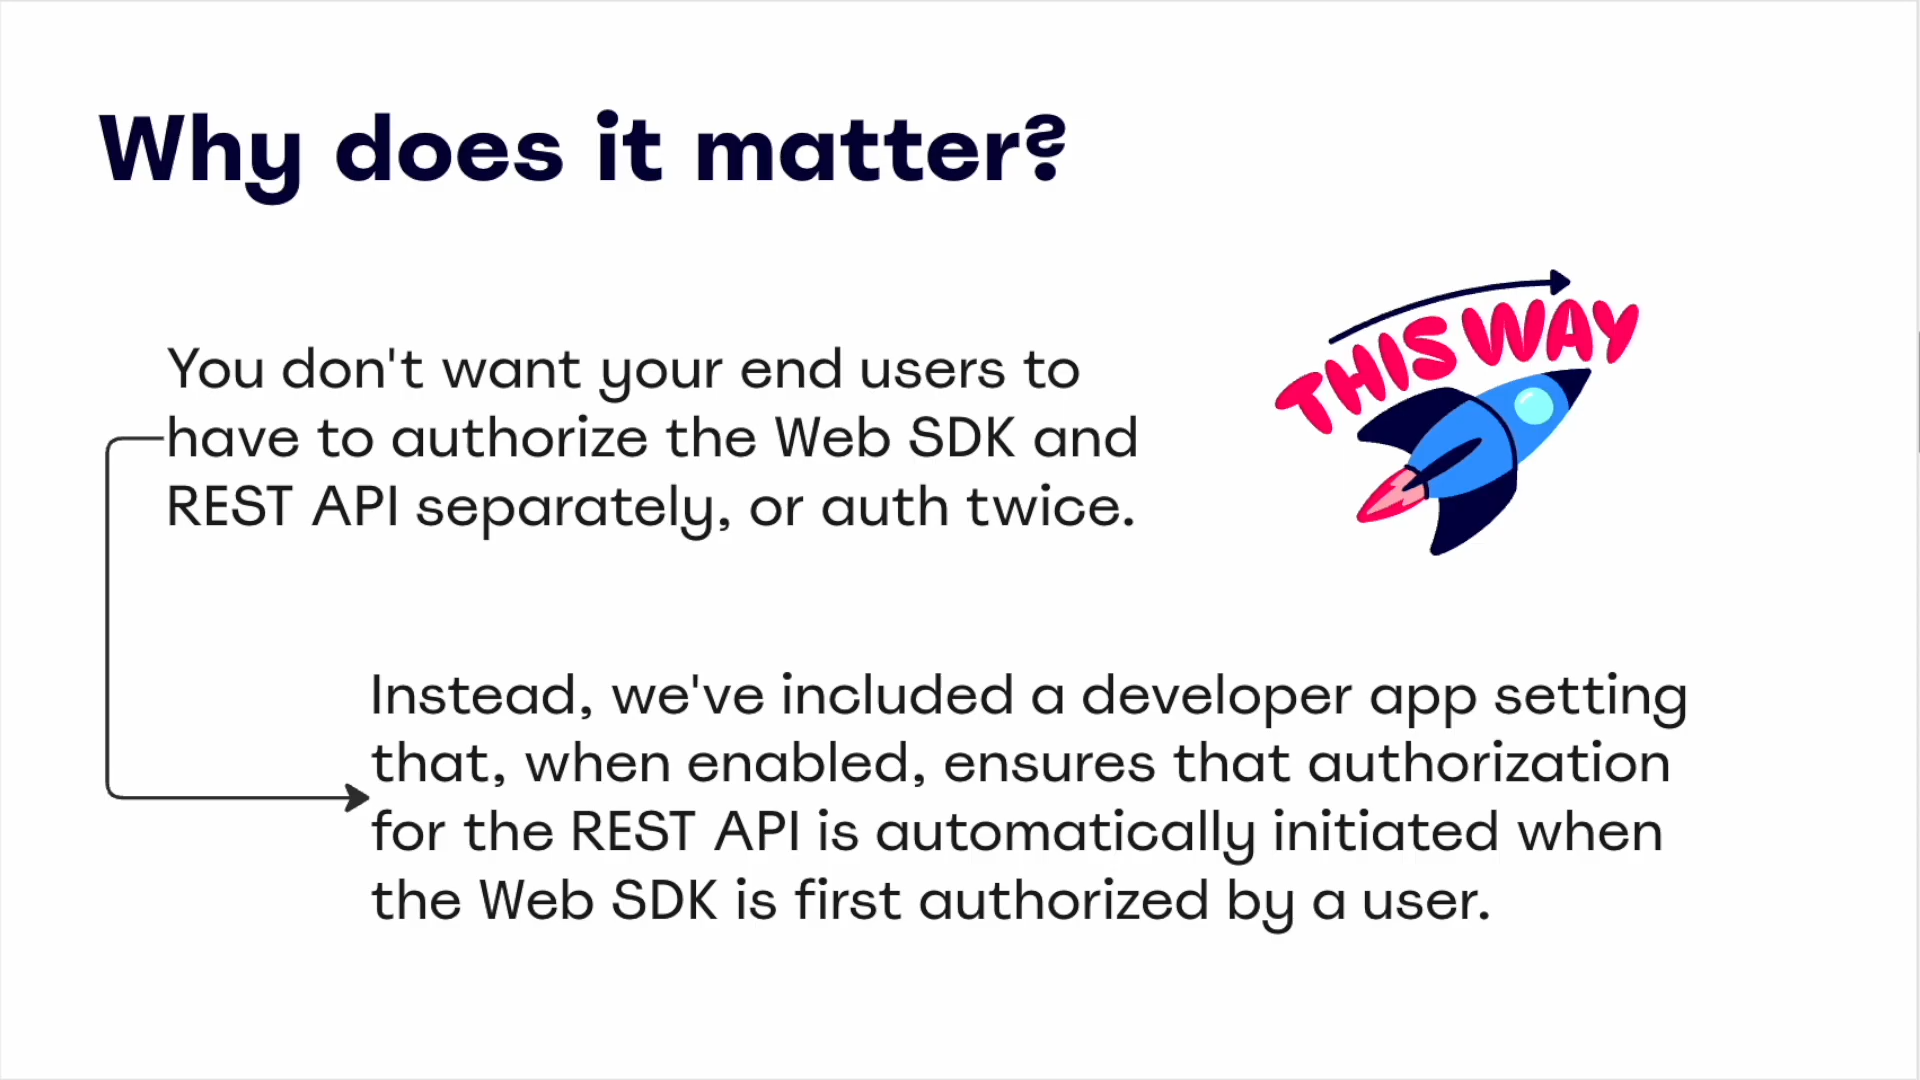 Why does it matter?
THIS WAY
You don't want your end users to
have to authorize the Web SDK and
REST API separately, or auth twice.
Instead, we've included a developer app setting
that, when enabled, ensures that authorization
for the REST API is automatically initiated when
the Web SDK is first authorized by a user.